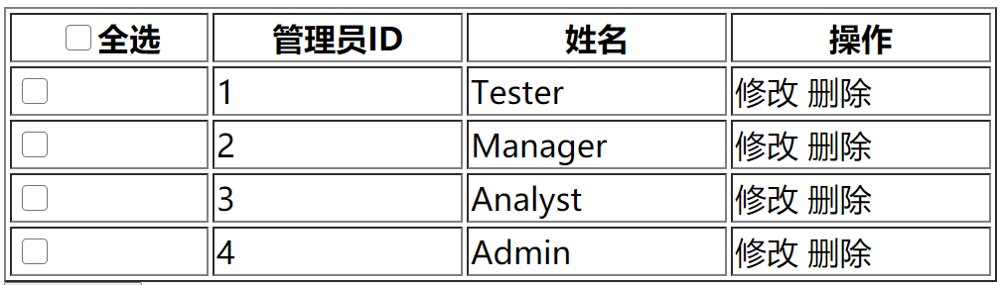 全选 管理员ID 姓名 操作
1 Tester 修改 删除
2 Manager 修改 删除
3 Analyst 修改 删除
4 Admin 修改 删除